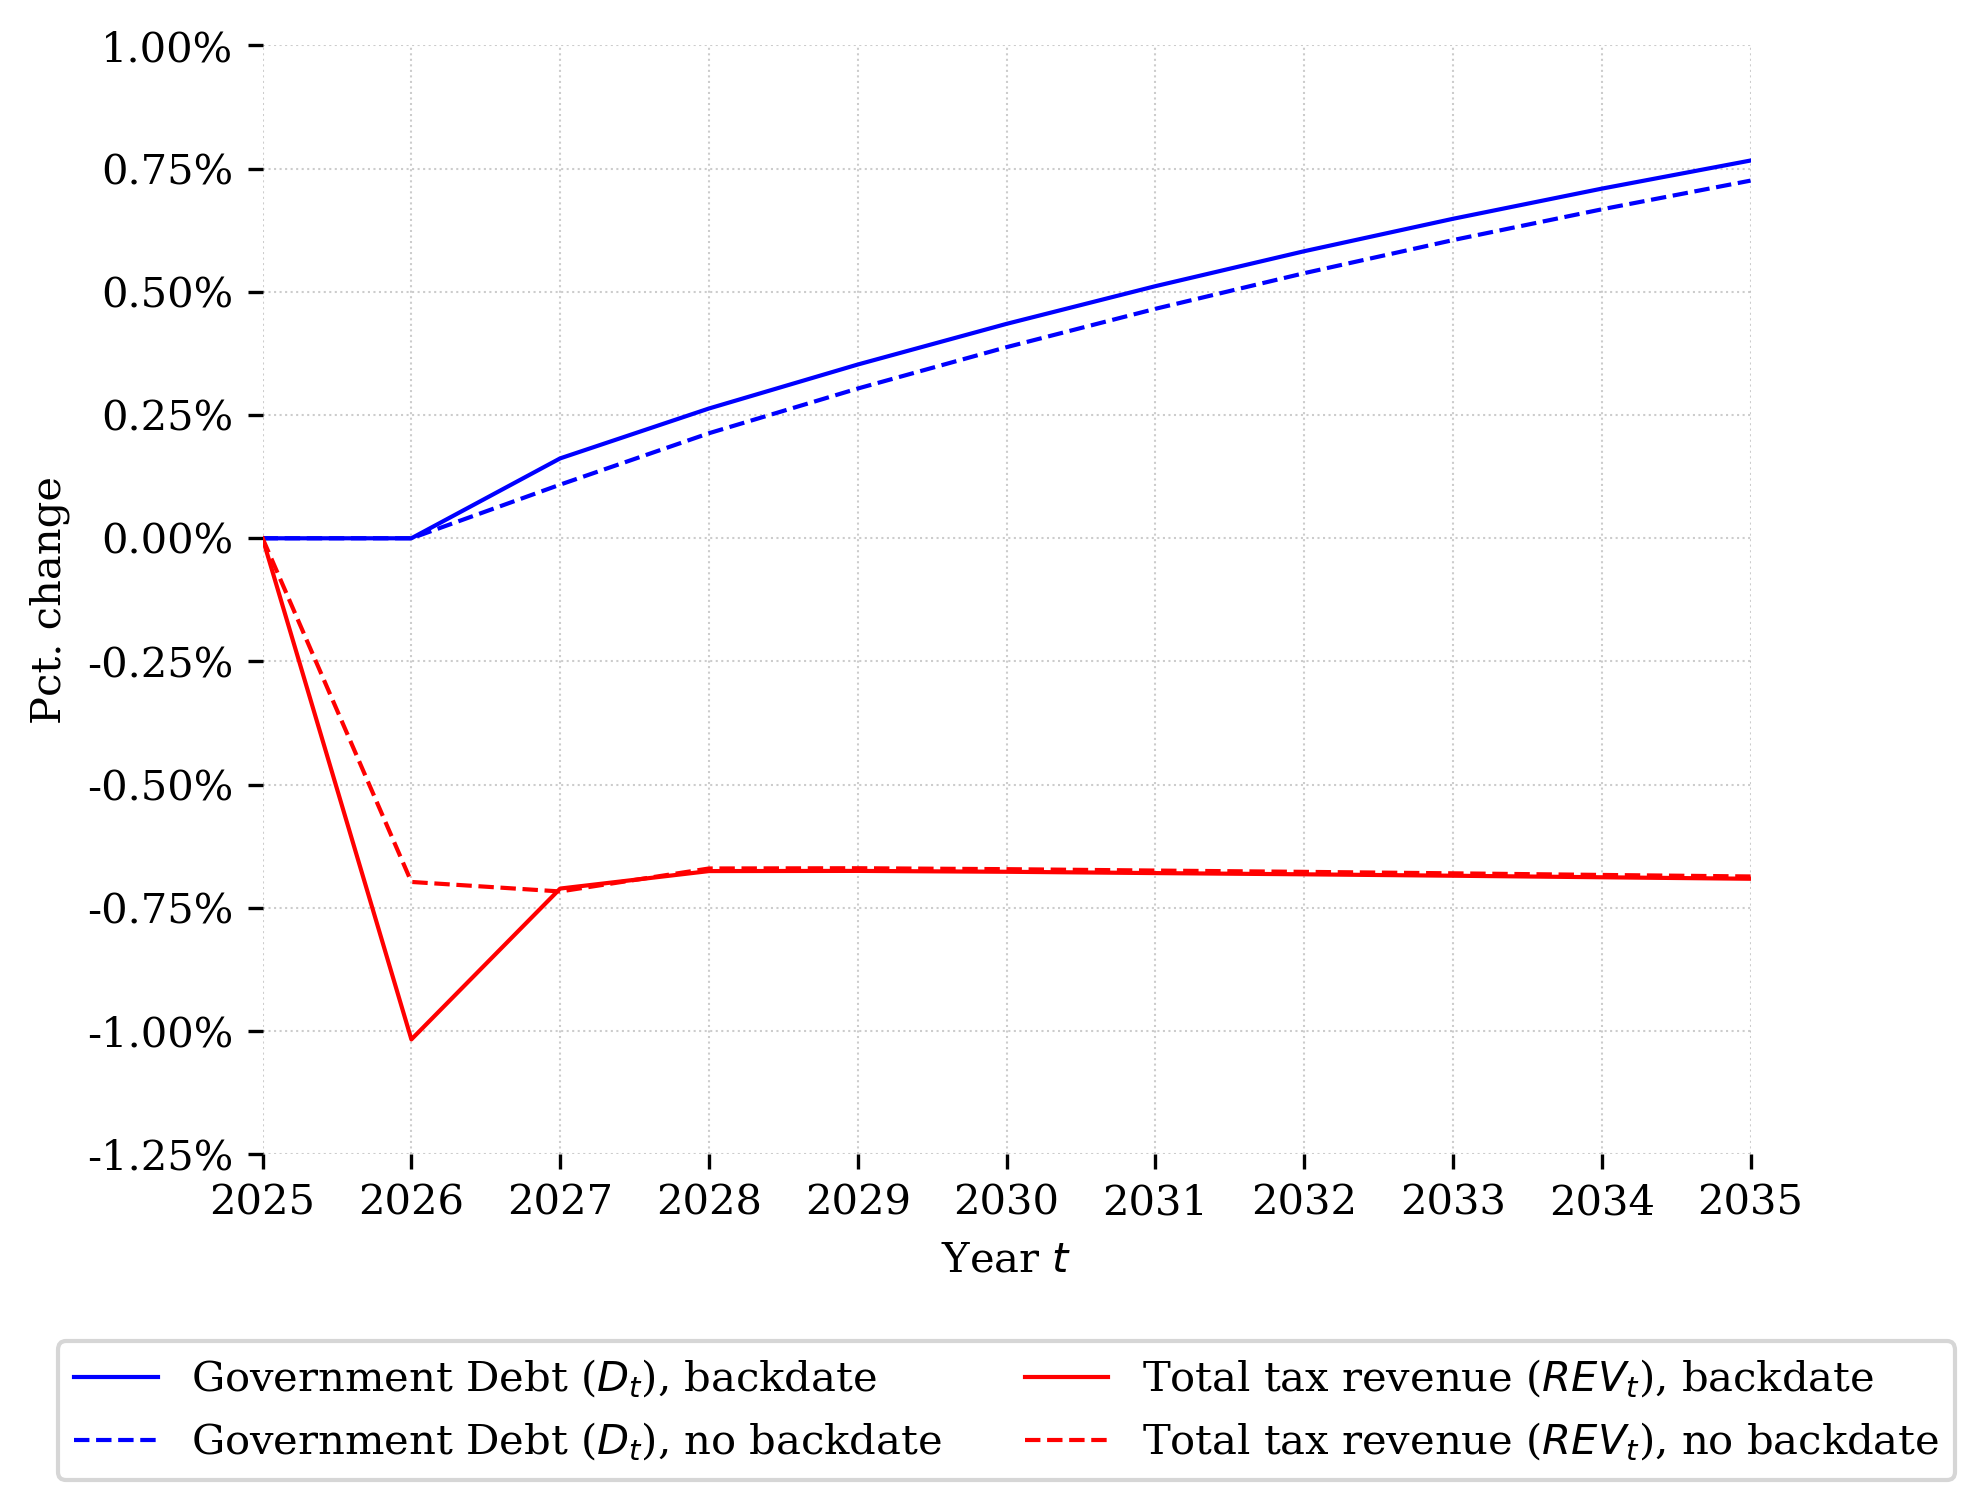 1.00%
0.75%
0.50%
0.25%
0.00%
-0.25%
-0.50%
-0.75%
-1.00%
-1.25%
Pct. change
2025 2026 2027 2028 2029 2030 2031 2032 2033 2034 2035
Year t
Government Debt (Dₜ), backdate
Government Debt (Dₜ), no backdate
Total tax revenue (REVₜ), backdate
Total tax revenue (REVₜ), no backdate